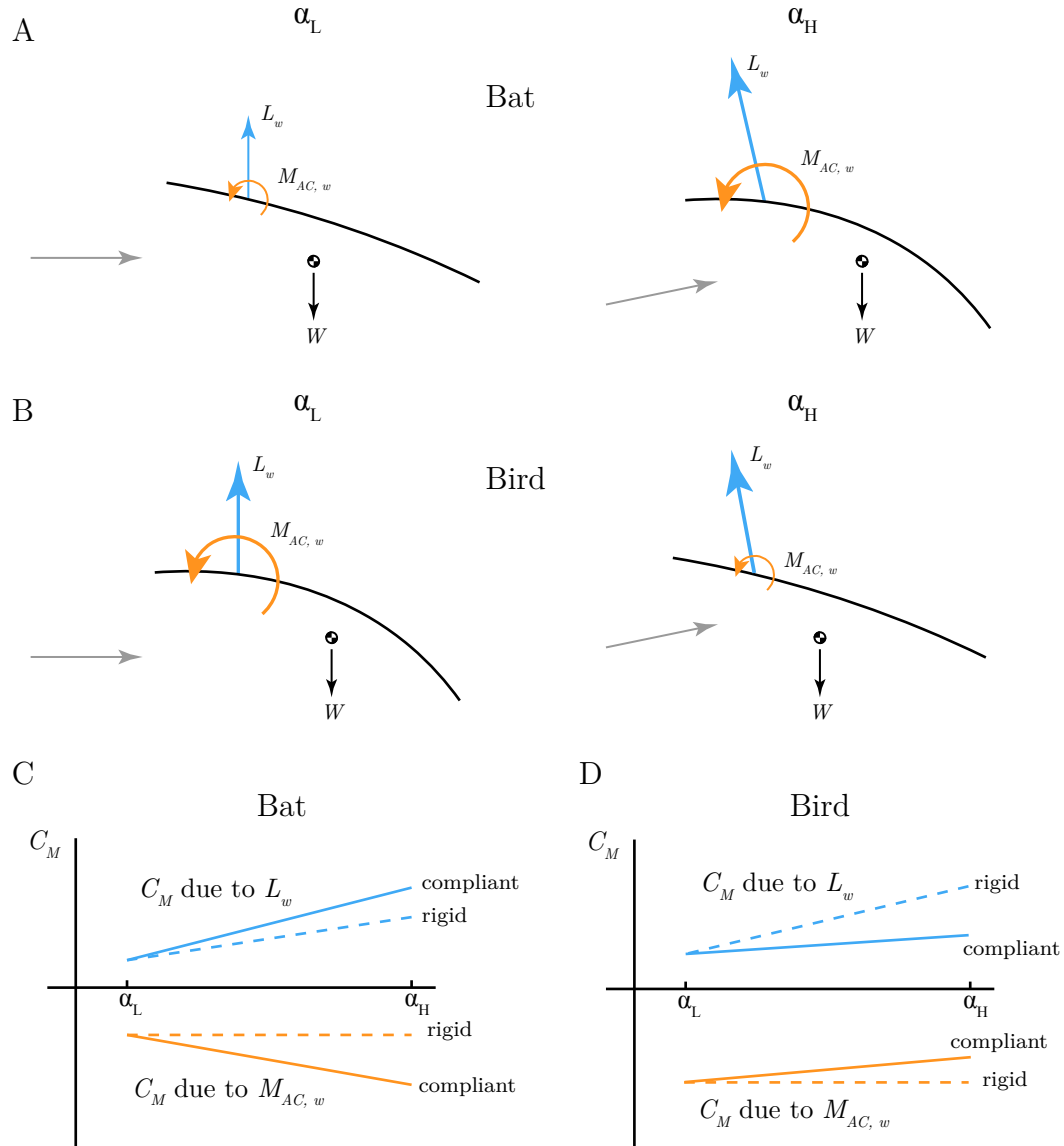 A
α_L
α_H
Bat
L_w
M_AC, w
W
L_w
M_AC, w
W
B
α_L
α_H
Bird
L_w
M_AC, w
W
L_w
M_AC, w
W
C
Bat
C_M
C_M due to L_w
compliant
rigid
α_L
α_H
rigid
compliant
C_M due to M_AC, w
D
Bird
C_M
C_M due to L_w
rigid
compliant
α_L
α_H
compliant
rigid
C_M due to M_AC, w